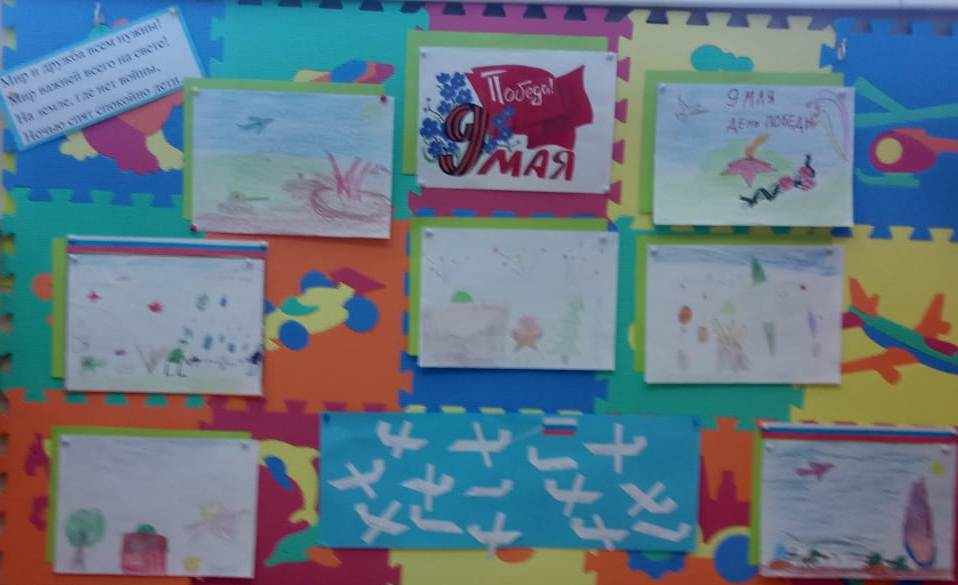 Мир и дружба всем нужны!
Мир важней всего на свете!
На земле, где нет войны,
Ночью спят спокойно дети.
Победа!
9
МАЯ
9 МАЯ
ДЕНЬ ПОБЕДЫ